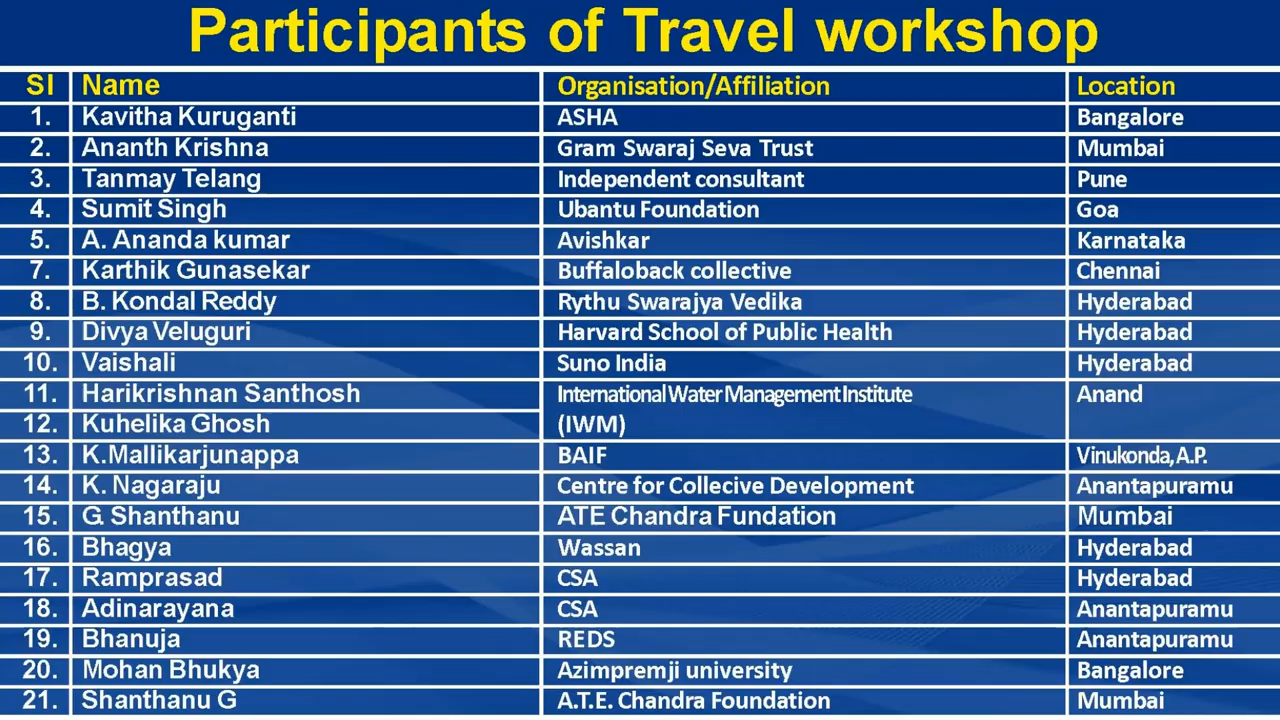 Participants of Travel workshop
SI Name Organisation/Affiliation Location
1. Kavitha Kuruganti ASHA Bangalore
2. Ananth Krishna Gram Swaraj Seva Trust Mumbai
3. Tanmay Telang Independent consultant Pune
4. Sumit Singh Ubantu Foundation Goa
5. A. Ananda kumar Avishkar Karnataka
7. Karthik Gunasekar Buffaloback collective Chennai
8. B. Kondal Reddy Rythu Swarajya Vedika Hyderabad
9. Divya Veluguri Harvard School of Public Health Hyderabad
10. Vaishali Suno India Hyderabad
11. Harikrishnan Santhosh International Water Management Institute Anand
12. Kuhelika Ghosh (IWM)
13. K.Mallikarjunappa BAIF Vinukonda, A.P.
14. K. Nagaraju Centre for Collecive Development Anantapuramu
15. G. Shanthanu ATE Chandra Fundation Mumbai
16. Bhagya Wassan Hyderabad
17. Ramprasad CSA Hyderabad
18. Adinarayana CSA Anantapuramu
19. Bhanuja REDS Anantapuramu
20. Mohan Bhukya Azimpremji university Bangalore
21. Shanthanu G A.T.E. Chandra Foundation Mumbai